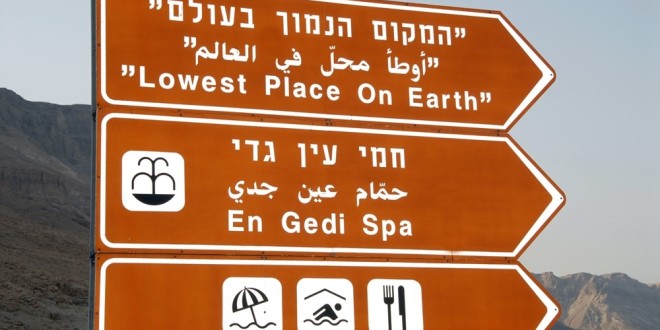 "המקום הנמוך בעולם"
"أوطأ محلّ في العالم"
"Lowest Place On Earth"
חמי עין גדי
حمّام عين جدي
En Gedi Spa